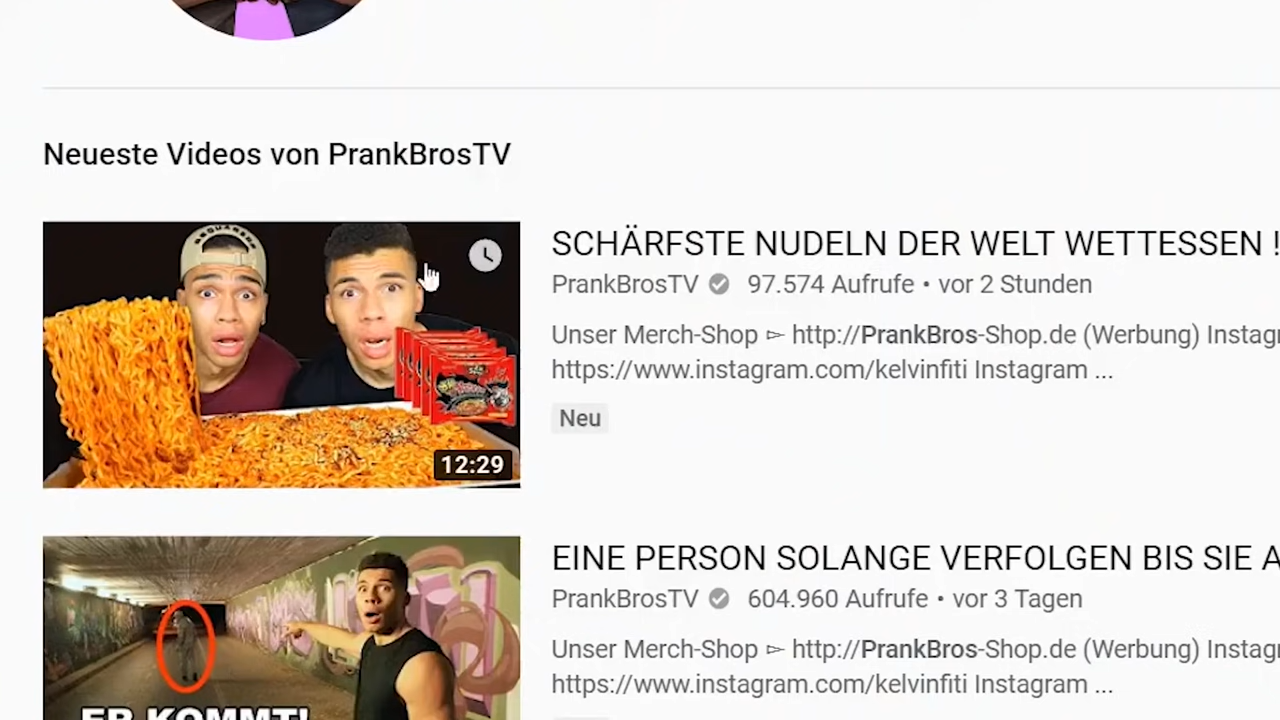 Neueste Videos von PrankBrosTV
SCHÄRFSTE NUDELN DER WELT WETTESSEN !
PrankBrosTV 97.574 Aufrufe • vor 2 Stunden
Unser Merch-Shop ► http://PrankBros-Shop.de (Werbung)
https://www.instagram.com/kelvinfiti Instagram ...
Neu
12:29
EINE PERSON SOLANGE VERFOLGEN BIS SIE
PrankBrosTV 604.960 Aufrufe • vor 3 Tagen
Unser Merch-Shop ► http://PrankBros-Shop.de (Werbung)
https://www.instagram.com/kelvinfiti Instagram ...
ER KOMMT!